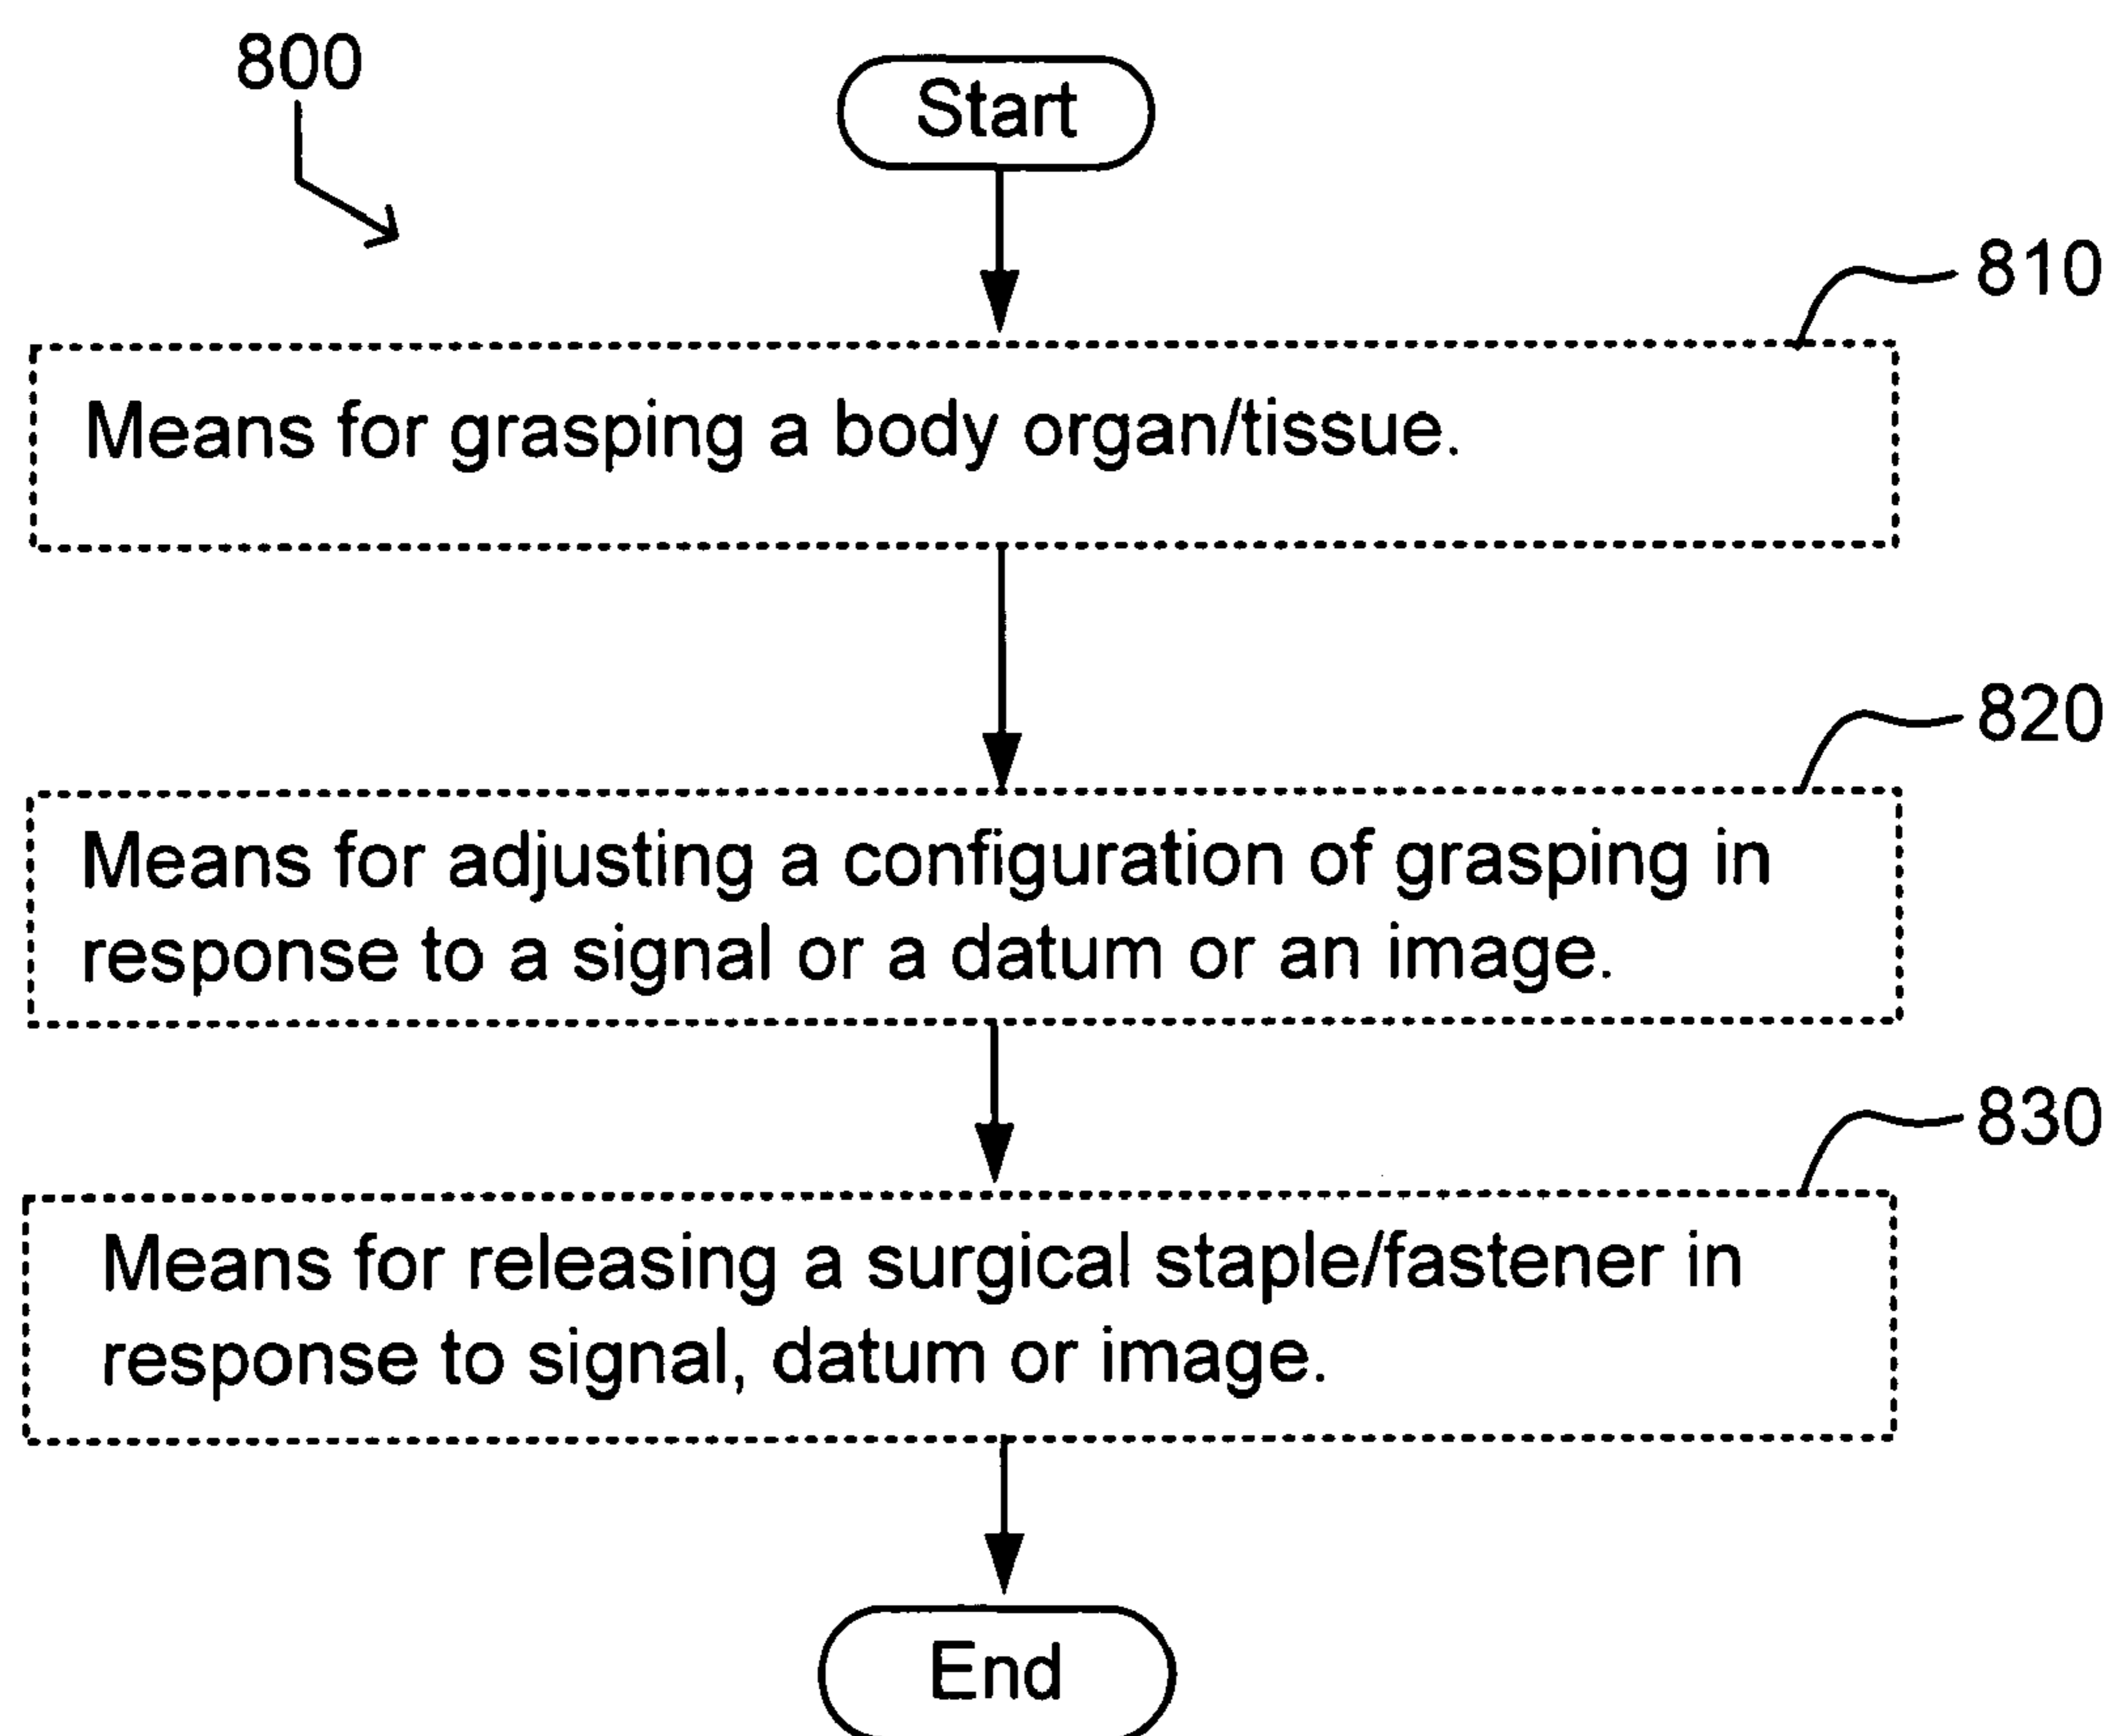 800
Start
810
Means for grasping a body organ/tissue.
820
Means for adjusting a configuration of grasping in
response to a signal or a datum or an image.
830
Means for releasing a surgical staple/fastener in
response to signal, datum or image.
End